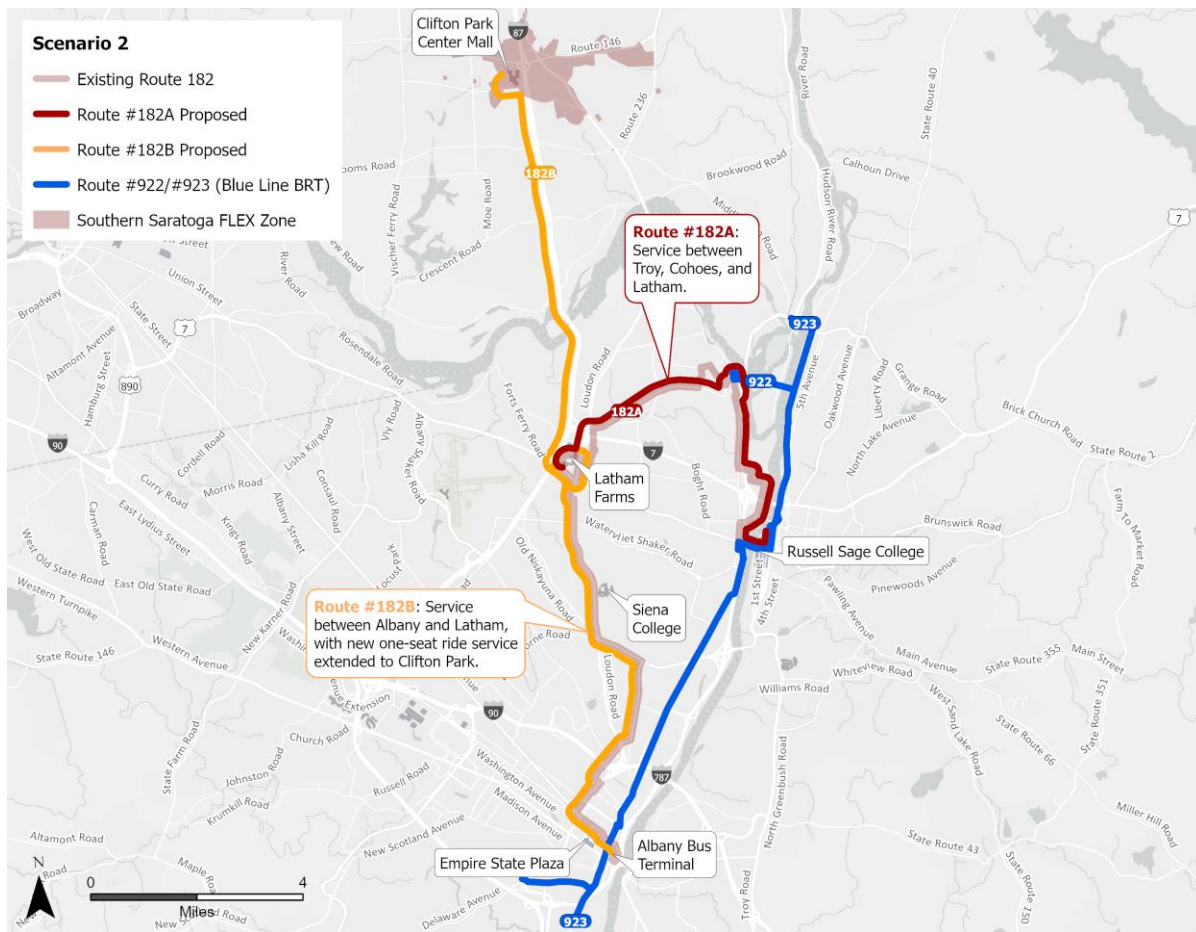 Scenario 2
Existing Route 182
Route #182A Proposed
Route #182B Proposed
Route #922/#923 (Blue Line BRT)
Southern Saratoga FLEX Zone
Clifton Park
Center Mall
87
Route 146
River Road
State Route 40
Route 236
182B
ooms Road
Moe Road
Vischer Ferry Road
Crescent Road
Brookwood Road
Calhoun Drive
Hudson River Road
7
Route #182A:
Service between
Troy, Cohoes, and
Latham.
River Road
Union Street
Broadway
State Street
7
Altamont Avenue
Hamburg Street
890
Rosendale Road
Loudon Road
Forts Ferry Road
923
922
5th Avenue
Oakwood Avenue
Liberty Road
Grange Road
North Lake Avenue
Brick Church Road
State Route 2
182A
90
Vly Road
Albany Shaker Road
Lisha Kill Road
Cordell Road
Morris Road
Curry Road
Consaul Road
Albany Street
Kings Road
Carman Road
East Lydius Street
7
Boght Road
Latham
Farms
Watervliet Shaker Road
Brunswick Road
Farm To Market Road
Russell Sage College
West Old State Road
East Old State Road
New Karner Road
Locust Park
Old Niskayuna Road
1st Street
4th Street
Pinewoods Avenue
Pawling Avenue
Western Turnpike
Western Avenue
State Route 146
Siena
College
Route #182B: Service
between Albany and Latham,
with new one-seat ride service
extended to Clifton Park.
orne Road
Loudon Road
Main Avenue
Whiteview Road
State Route 355
Main Street
State Route 351
Williams Road
West Sand Lake Road
State Route 66
Avenue Extension
90
Church Road
State Farm Road
Johnston Road
Russell Road
Krumkill Road
Washington Avenue
Madison Avenue
787
North Greenbush Road
Miller Hill Road
Altamont Road
New Scotland Avenue
Empire State Plaza
Albany Bus
Terminal
State Route 43
State Route 150
Maple Road
Delaware Avenue
Troy Road
923
N
0
4
Miles